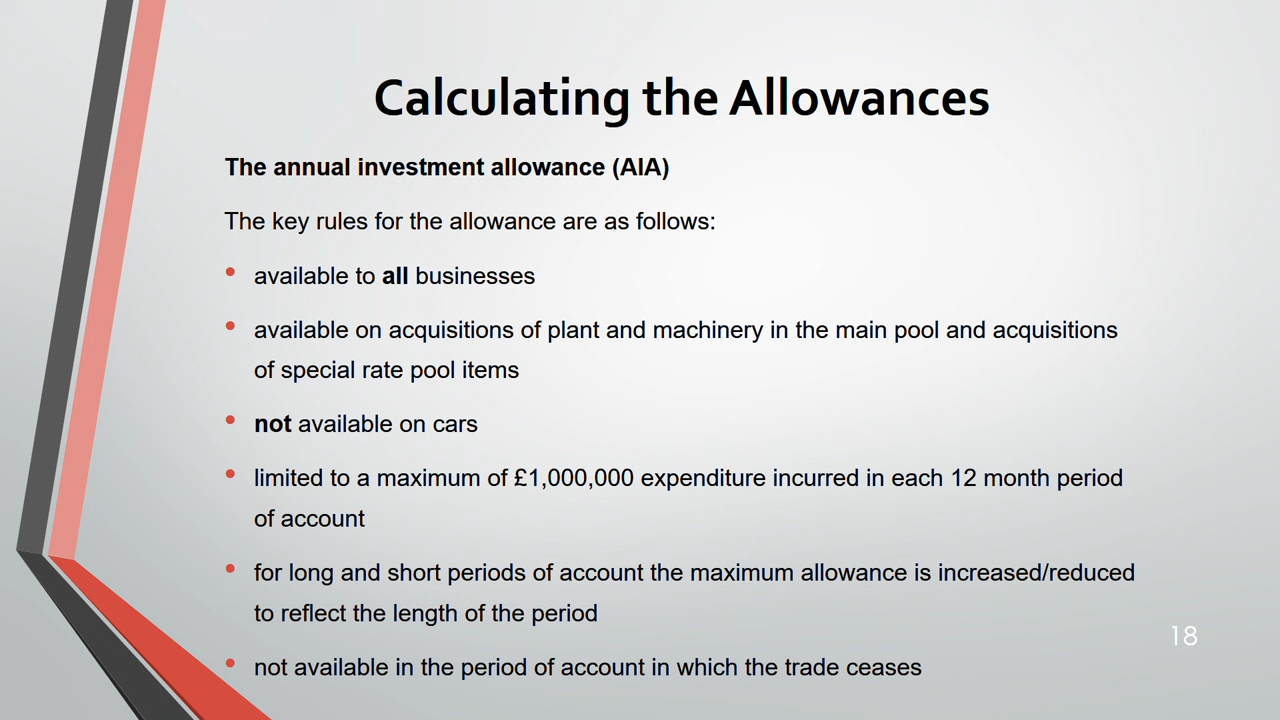 Calculating the Allowances
The annual investment allowance (AIA)
The key rules for the allowance are as follows:
• available to all businesses
• available on acquisitions of plant and machinery in the main pool and acquisitions
of special rate pool items
• not available on cars
• limited to a maximum of £1,000,000 expenditure incurred in each 12 month period
of account
• for long and short periods of account the maximum allowance is increased/reduced
to reflect the length of the period
18
• not available in the period of account in which the trade ceases